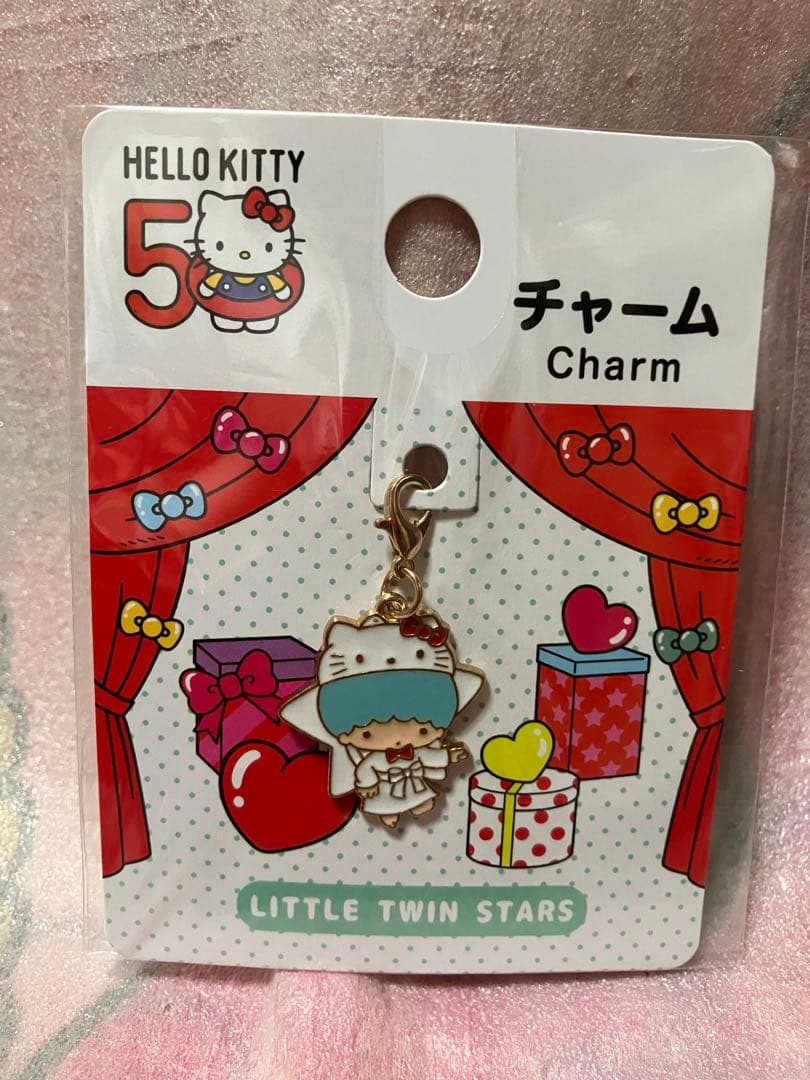 HELLO KITTY
50
チャーム
Charm
LITTLE TWIN STARS